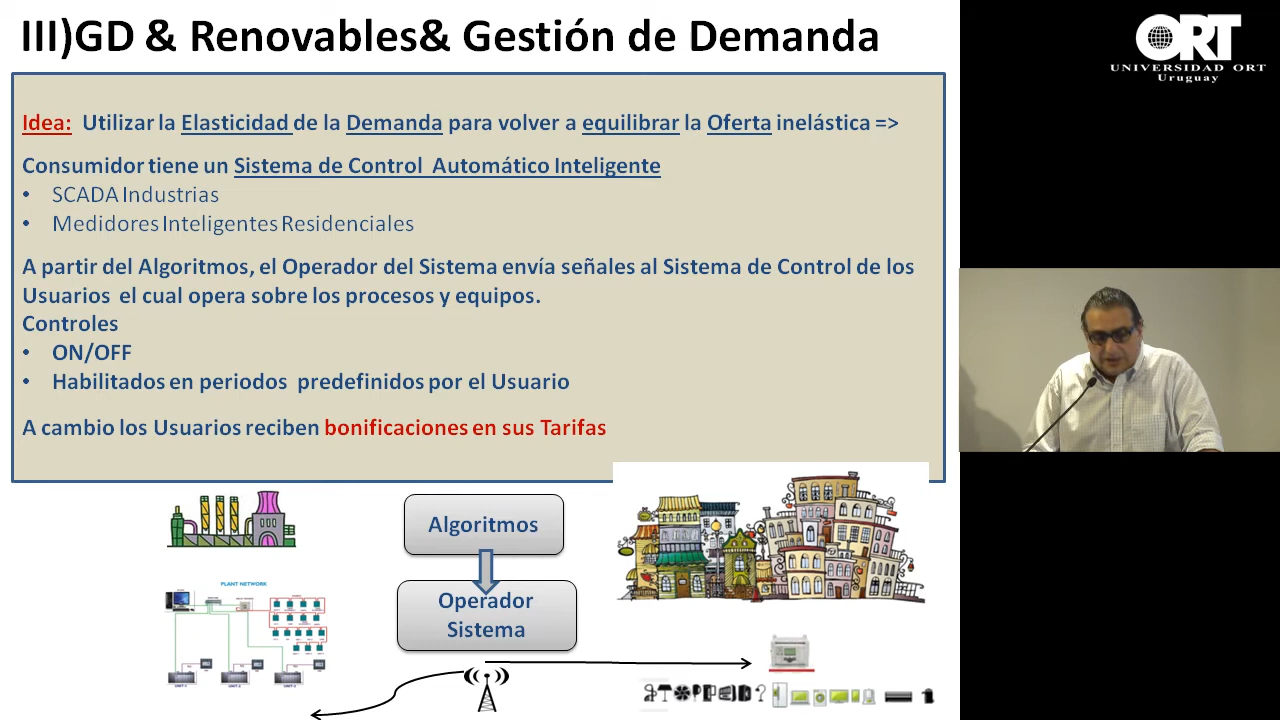 III)GD & Renovables& Gestión de Demanda
ORT
UNIVERSIDAD ORT
Uruguay
Idea: Utilizar la Elasticidad de la Demanda para volver a equilibrar la Oferta inelástica =>
Consumidor tiene un Sistema de Control Automático Inteligente
• SCADA Industrias
• Medidores Inteligentes Residenciales
A partir del Algoritmos, el Operador del Sistema envía señales al Sistema de Control de los
Usuarios el cual opera sobre los procesos y equipos.
Controles
• ON/OFF
• Habilitados en periodos predefinidos por el Usuario
A cambio los Usuarios reciben bonificaciones en sus Tarifas
Algoritmos
Operador
Sistema
PLANT NETWORK